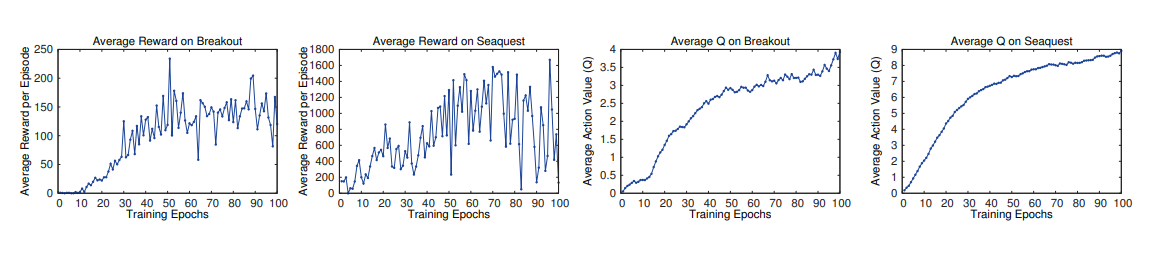 Average Reward on Breakout
Average Reward per Episode
250
200
150
100
50
0
0 10 20 30 40 50 60 70 80 90 100
Training Epochs
Average Reward on Seaquest
Average Reward per Episode
1800
1600
1400
1200
1000
800
600
400
200
0
0 10 20 30 40 50 60 70 80 90 100
Training Epochs
Average Q on Breakout
Average Action Value (Q)
4
3.5
3
2.5
2
1.5
1
0.5
0
0 10 20 30 40 50 60 70 80 90 100
Training Epochs
Average Q on Seaquest
Average Action Value (Q)
9
8
7
6
5
4
3
2
1
0
0 10 20 30 40 50 60 70 80 90 100
Training Epochs